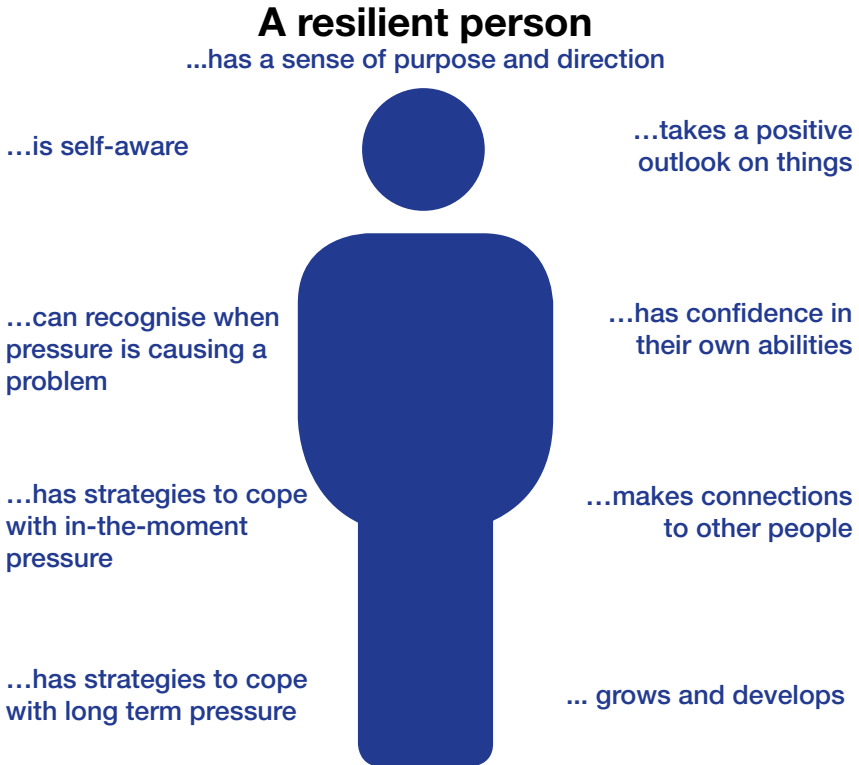 A resilient person
...has a sense of purpose and direction
…is self-aware
…takes a positive
outlook on things
…can recognise when
pressure is causing a
problem
…has confidence in
their own abilities
…has strategies to cope
with in-the-moment
pressure
…makes connections
to other people
…has strategies to cope
with long term pressure
... grows and develops